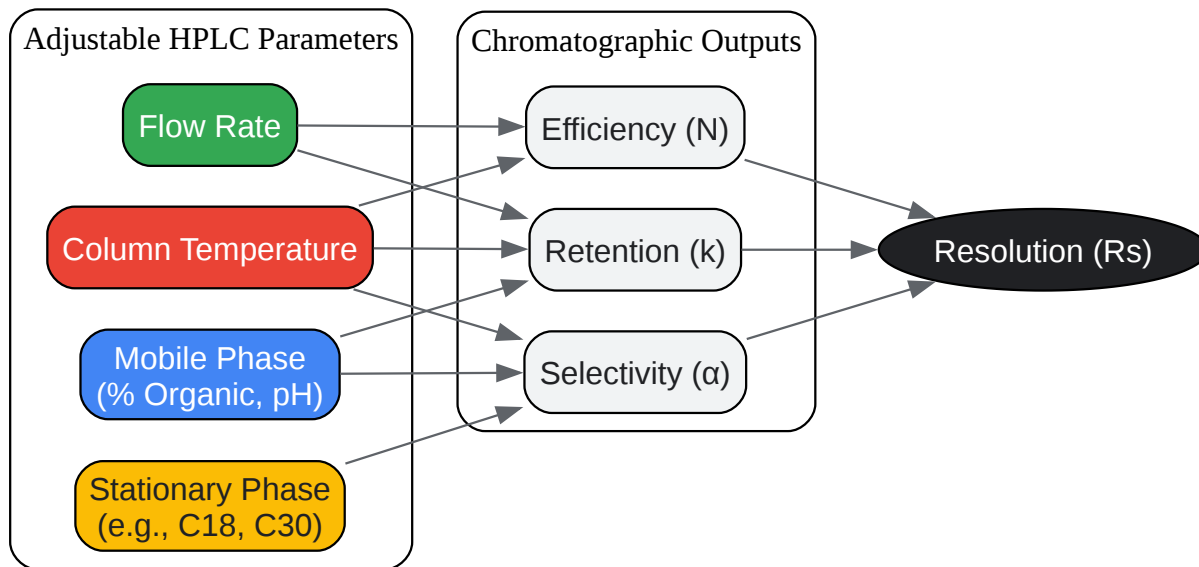 Adjustable HPLC Parameters
Flow Rate
Column Temperature
Mobile Phase
(% Organic, pH)
Stationary Phase
(e.g., C18, C30)
Chromatographic Outputs
Efficiency (N)
Retention (k)
Selectivity (α)
Resolution (Rs)